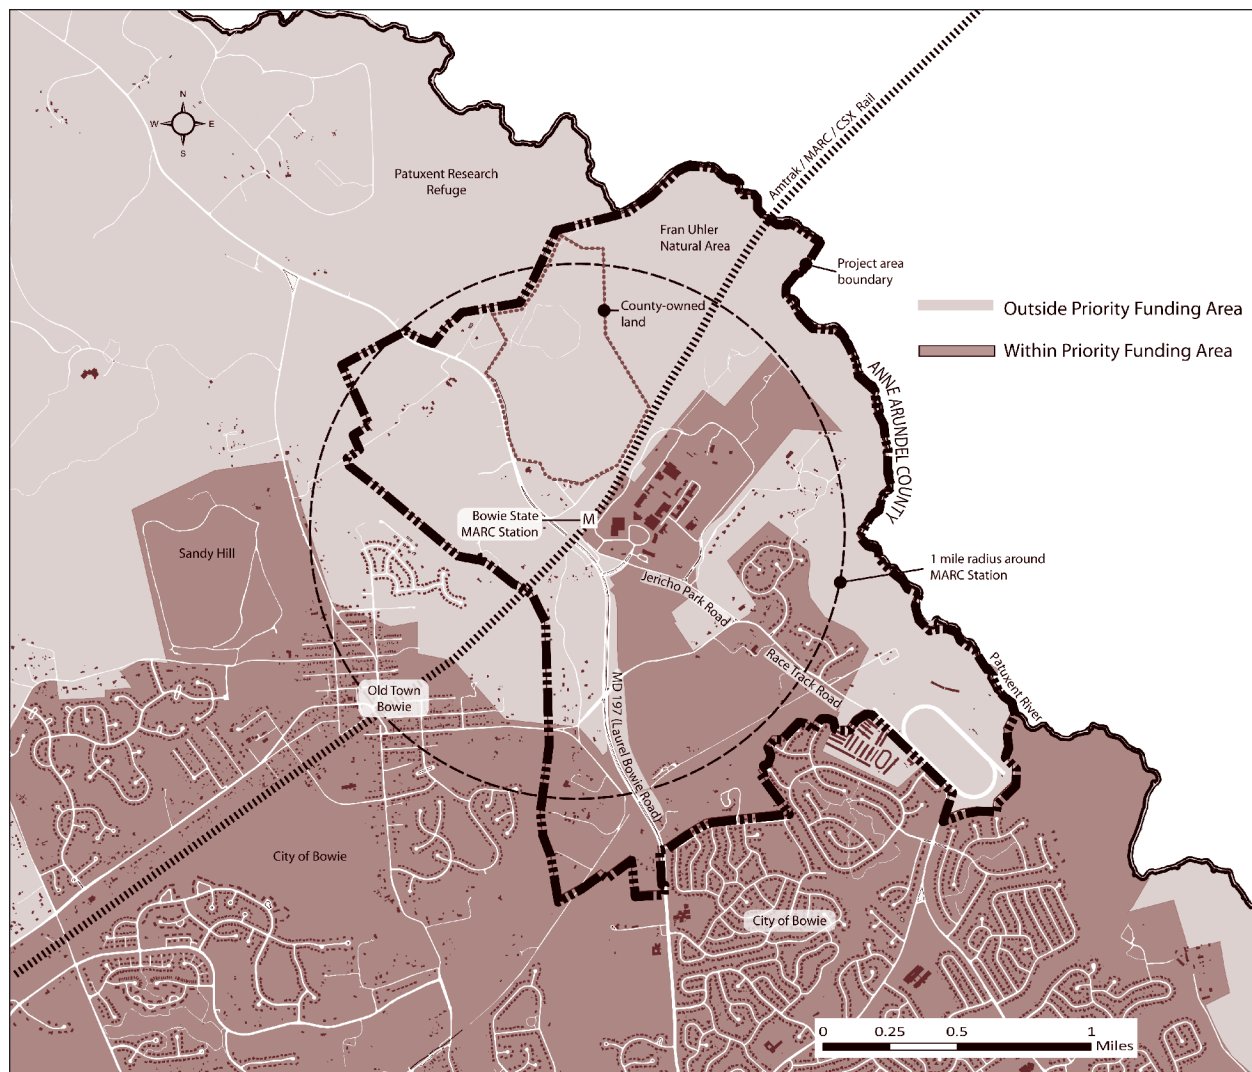 N
W
E
S
Patuxent Research
Refuge
Amtrak / MARC / CSX Rail
Fran Uhler
Natural Area
Project area
boundary
County-owned
land
Outside Priority Funding Area
Within Priority Funding Area
ANNE ARUNDEL COUNTY
Bowie State
MARC Station
M
Sandy Hill
1 mile radius around
MARC Station
Jericho Park Road
Race Track Road
Patuxent River
Old Town
Bowie
MD 197 (Laurel Bowie Road)
City of Bowie
City of Bowie
0 0.25 0.5 1
Miles